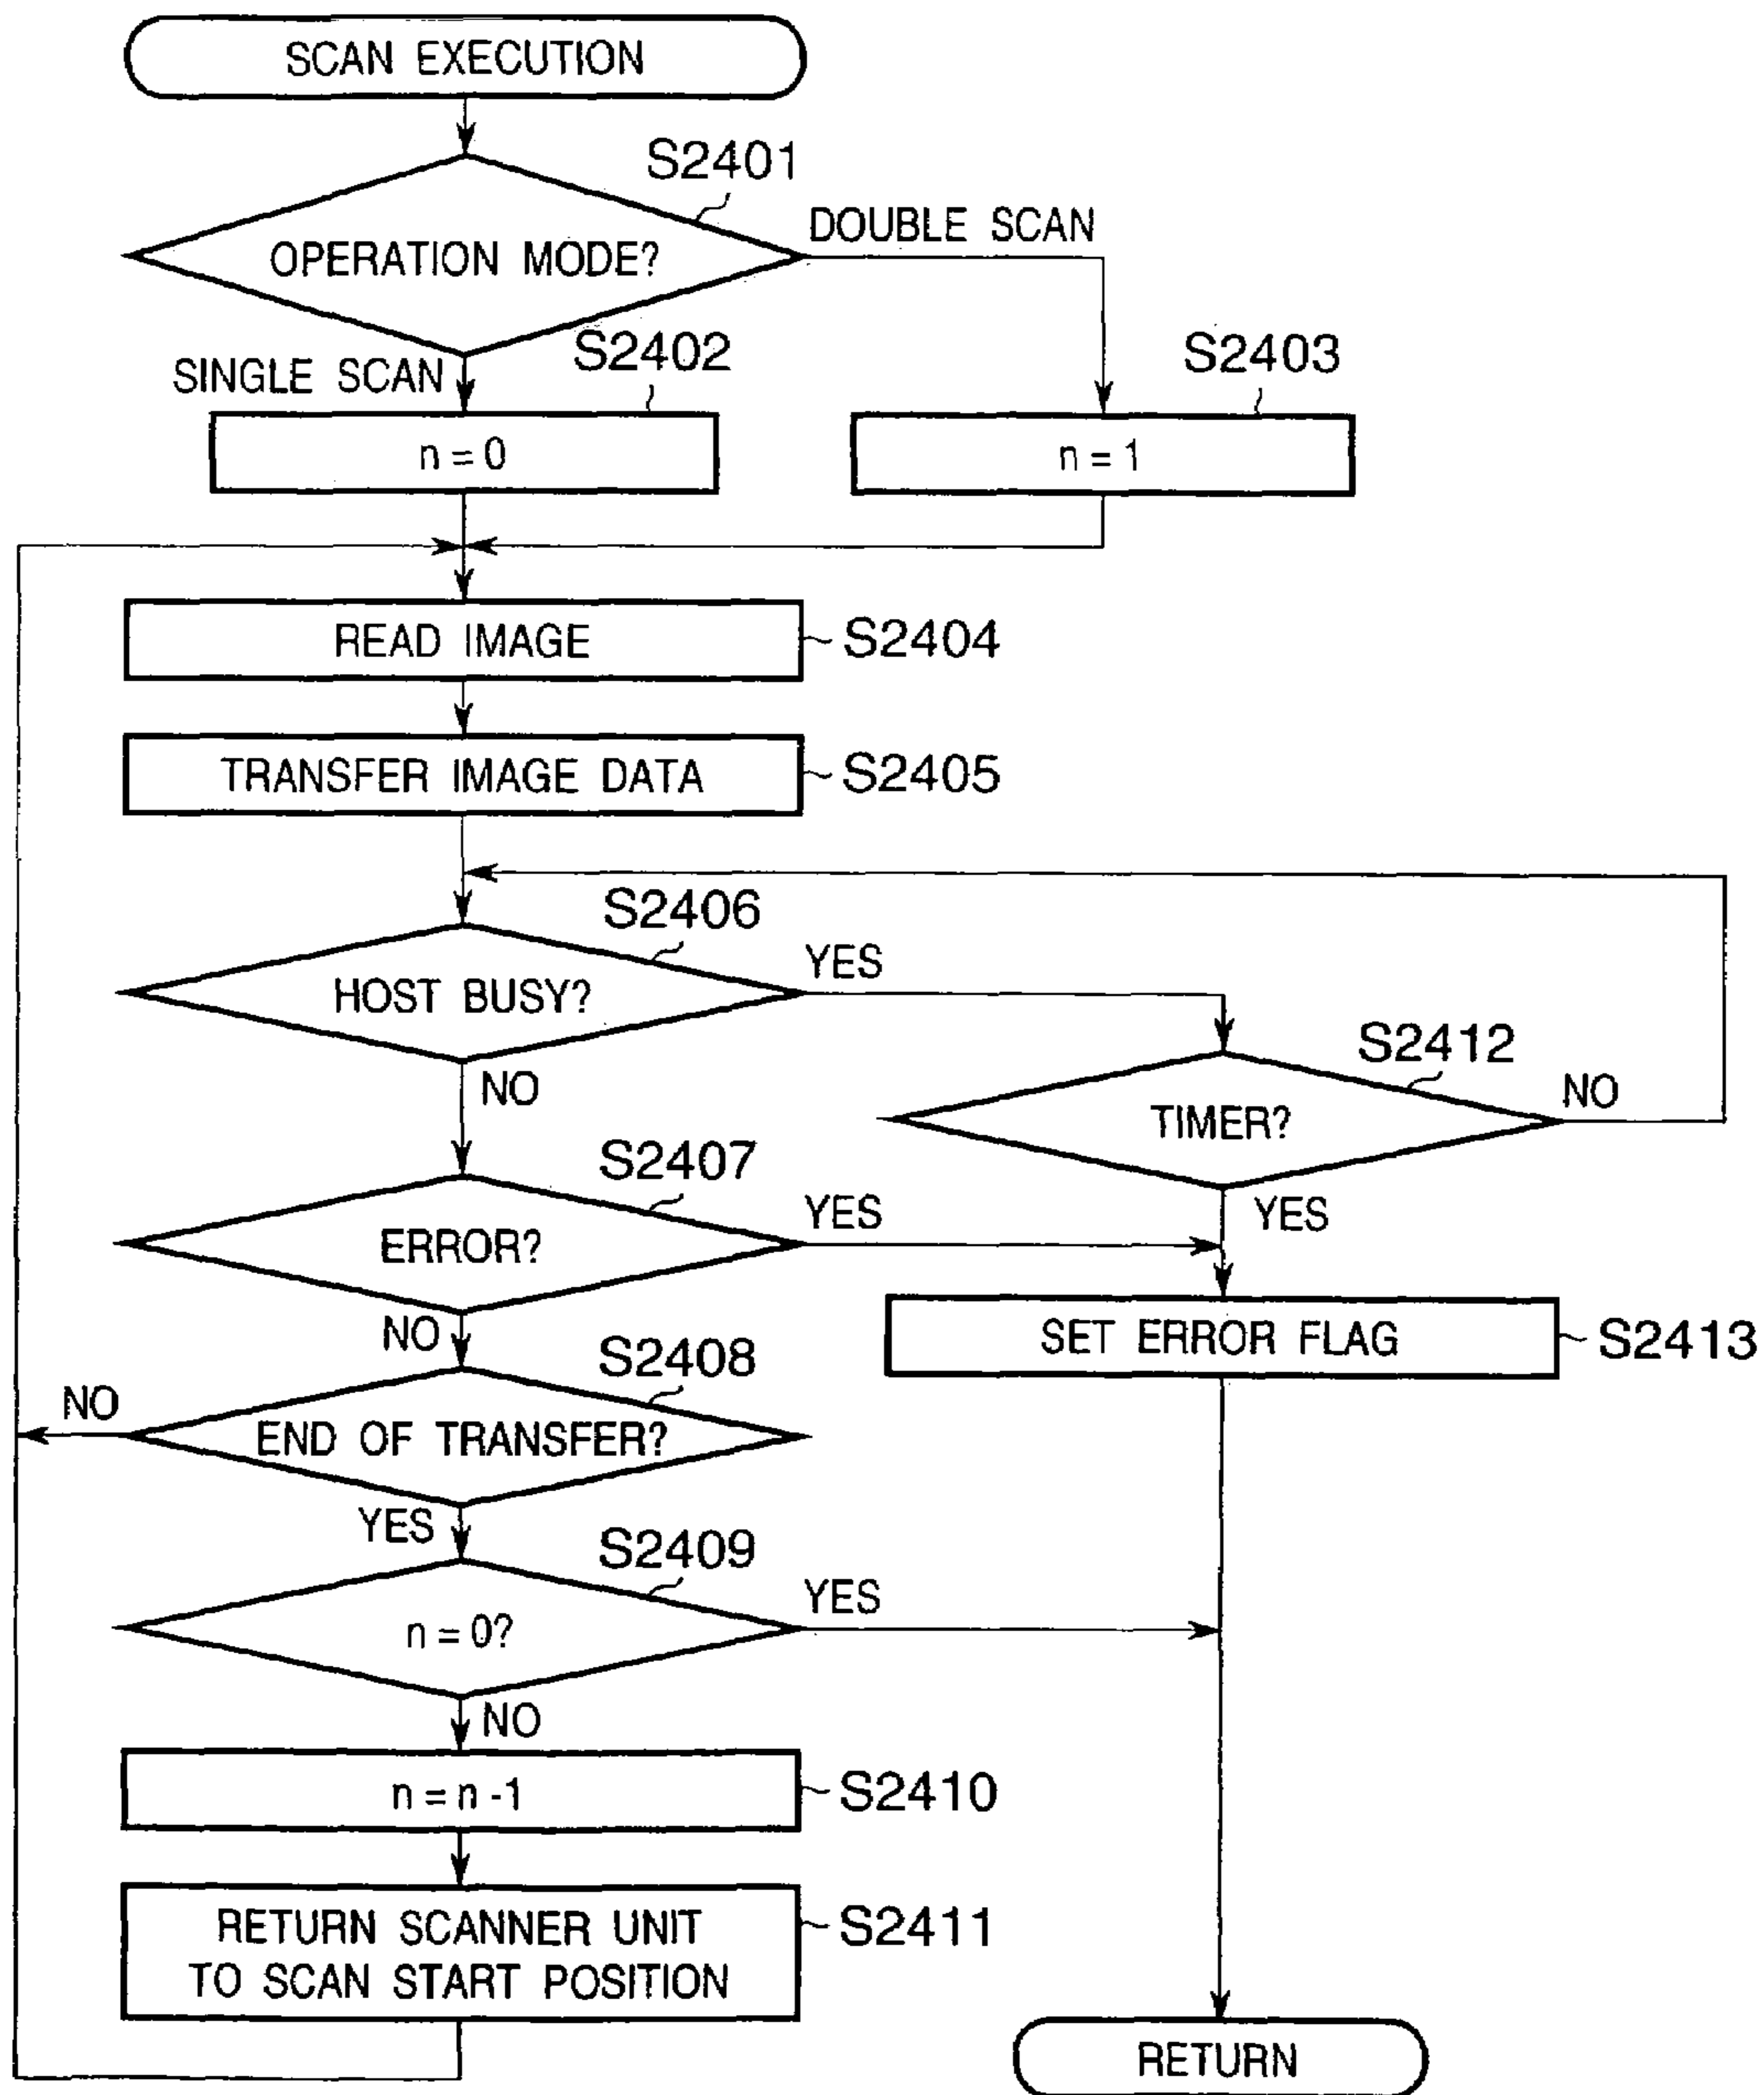 SCAN EXECUTION
S2401
OPERATION MODE?
DOUBLE SCAN
SINGLE SCAN
S2402
n = 0
S2403
n = 1
READ IMAGE
S2404
TRANSFER IMAGE DATA
S2405
S2406
HOST BUSY?
YES
NO
S2412
TIMER?
NO
YES
S2407
ERROR?
YES
NO
SET ERROR FLAG
S2413
S2408
END OF TRANSFER?
NO
YES
S2409
n = 0?
YES
NO
n = n -1
S2410
RETURN SCANNER UNIT
TO SCAN START POSITION
S2411
RETURN